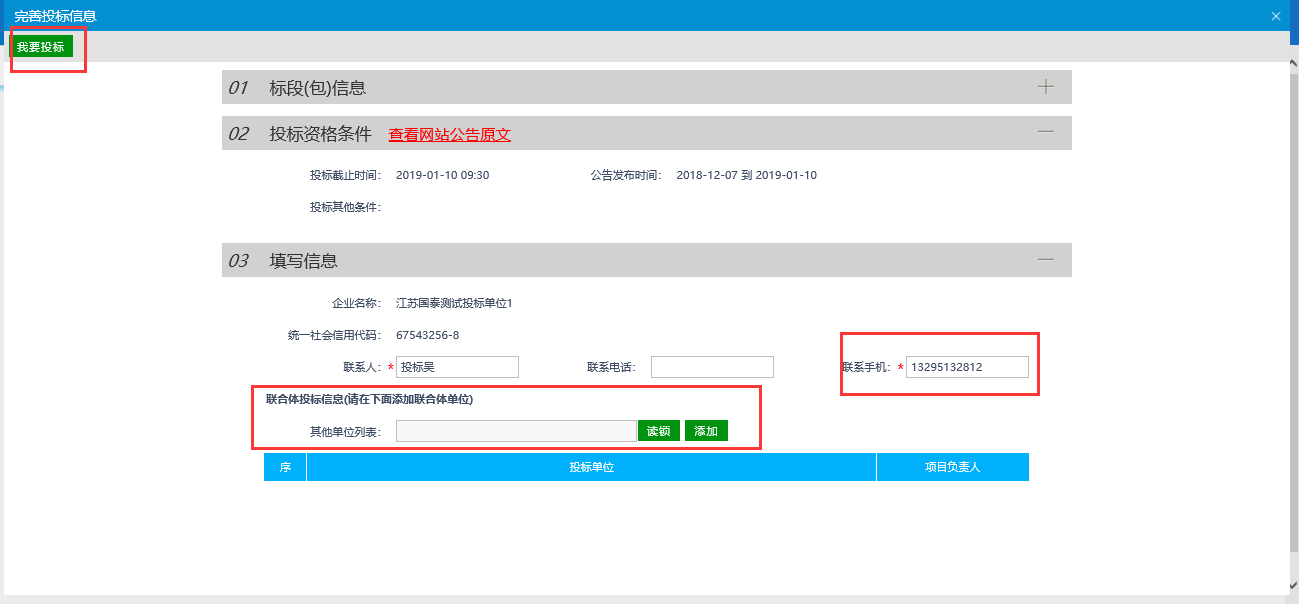 完善投标信息
我要投标
01 标段(包)信息
02 投标资格条件 查看网站公告原文
投标截止时间： 2019-01-10 09:30 公告发布时间： 2018-12-07 到 2019-01-10
投标其他条件：
03 填写信息
企业名称： 江苏国泰测试投标单位1
统一社会信用代码： 67543256-8
联系人：* 投标吴 联系电话： 联系手机：* 13295132812
联合体投标信息(请在下面添加联合体单位)
其他单位列表： 读锁 添加
序 投标单位 项目负责人